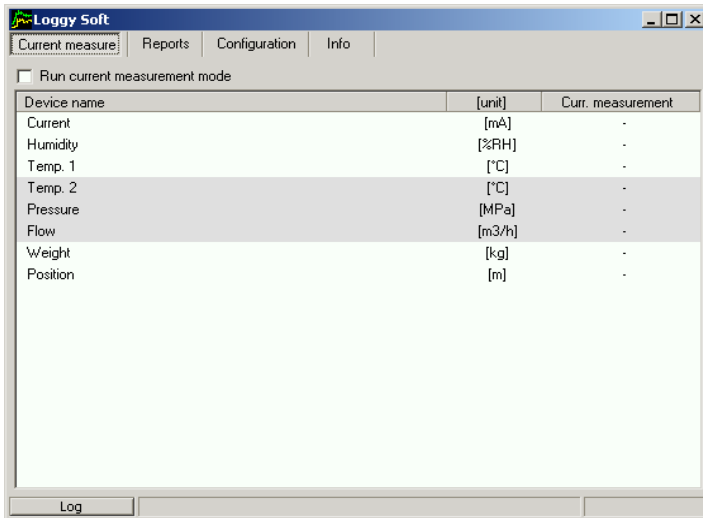 Loggy Soft
Current measure Reports Configuration Info
Run current measurement mode
Device name [unit] Curr. measurement
Current [mA] -
Humidity [%RH] -
Temp. 1 [°C] -
Temp. 2 [°C] -
Pressure [MPa] -
Flow [m3/h] -
Weight [kg] -
Position [m] -
Log